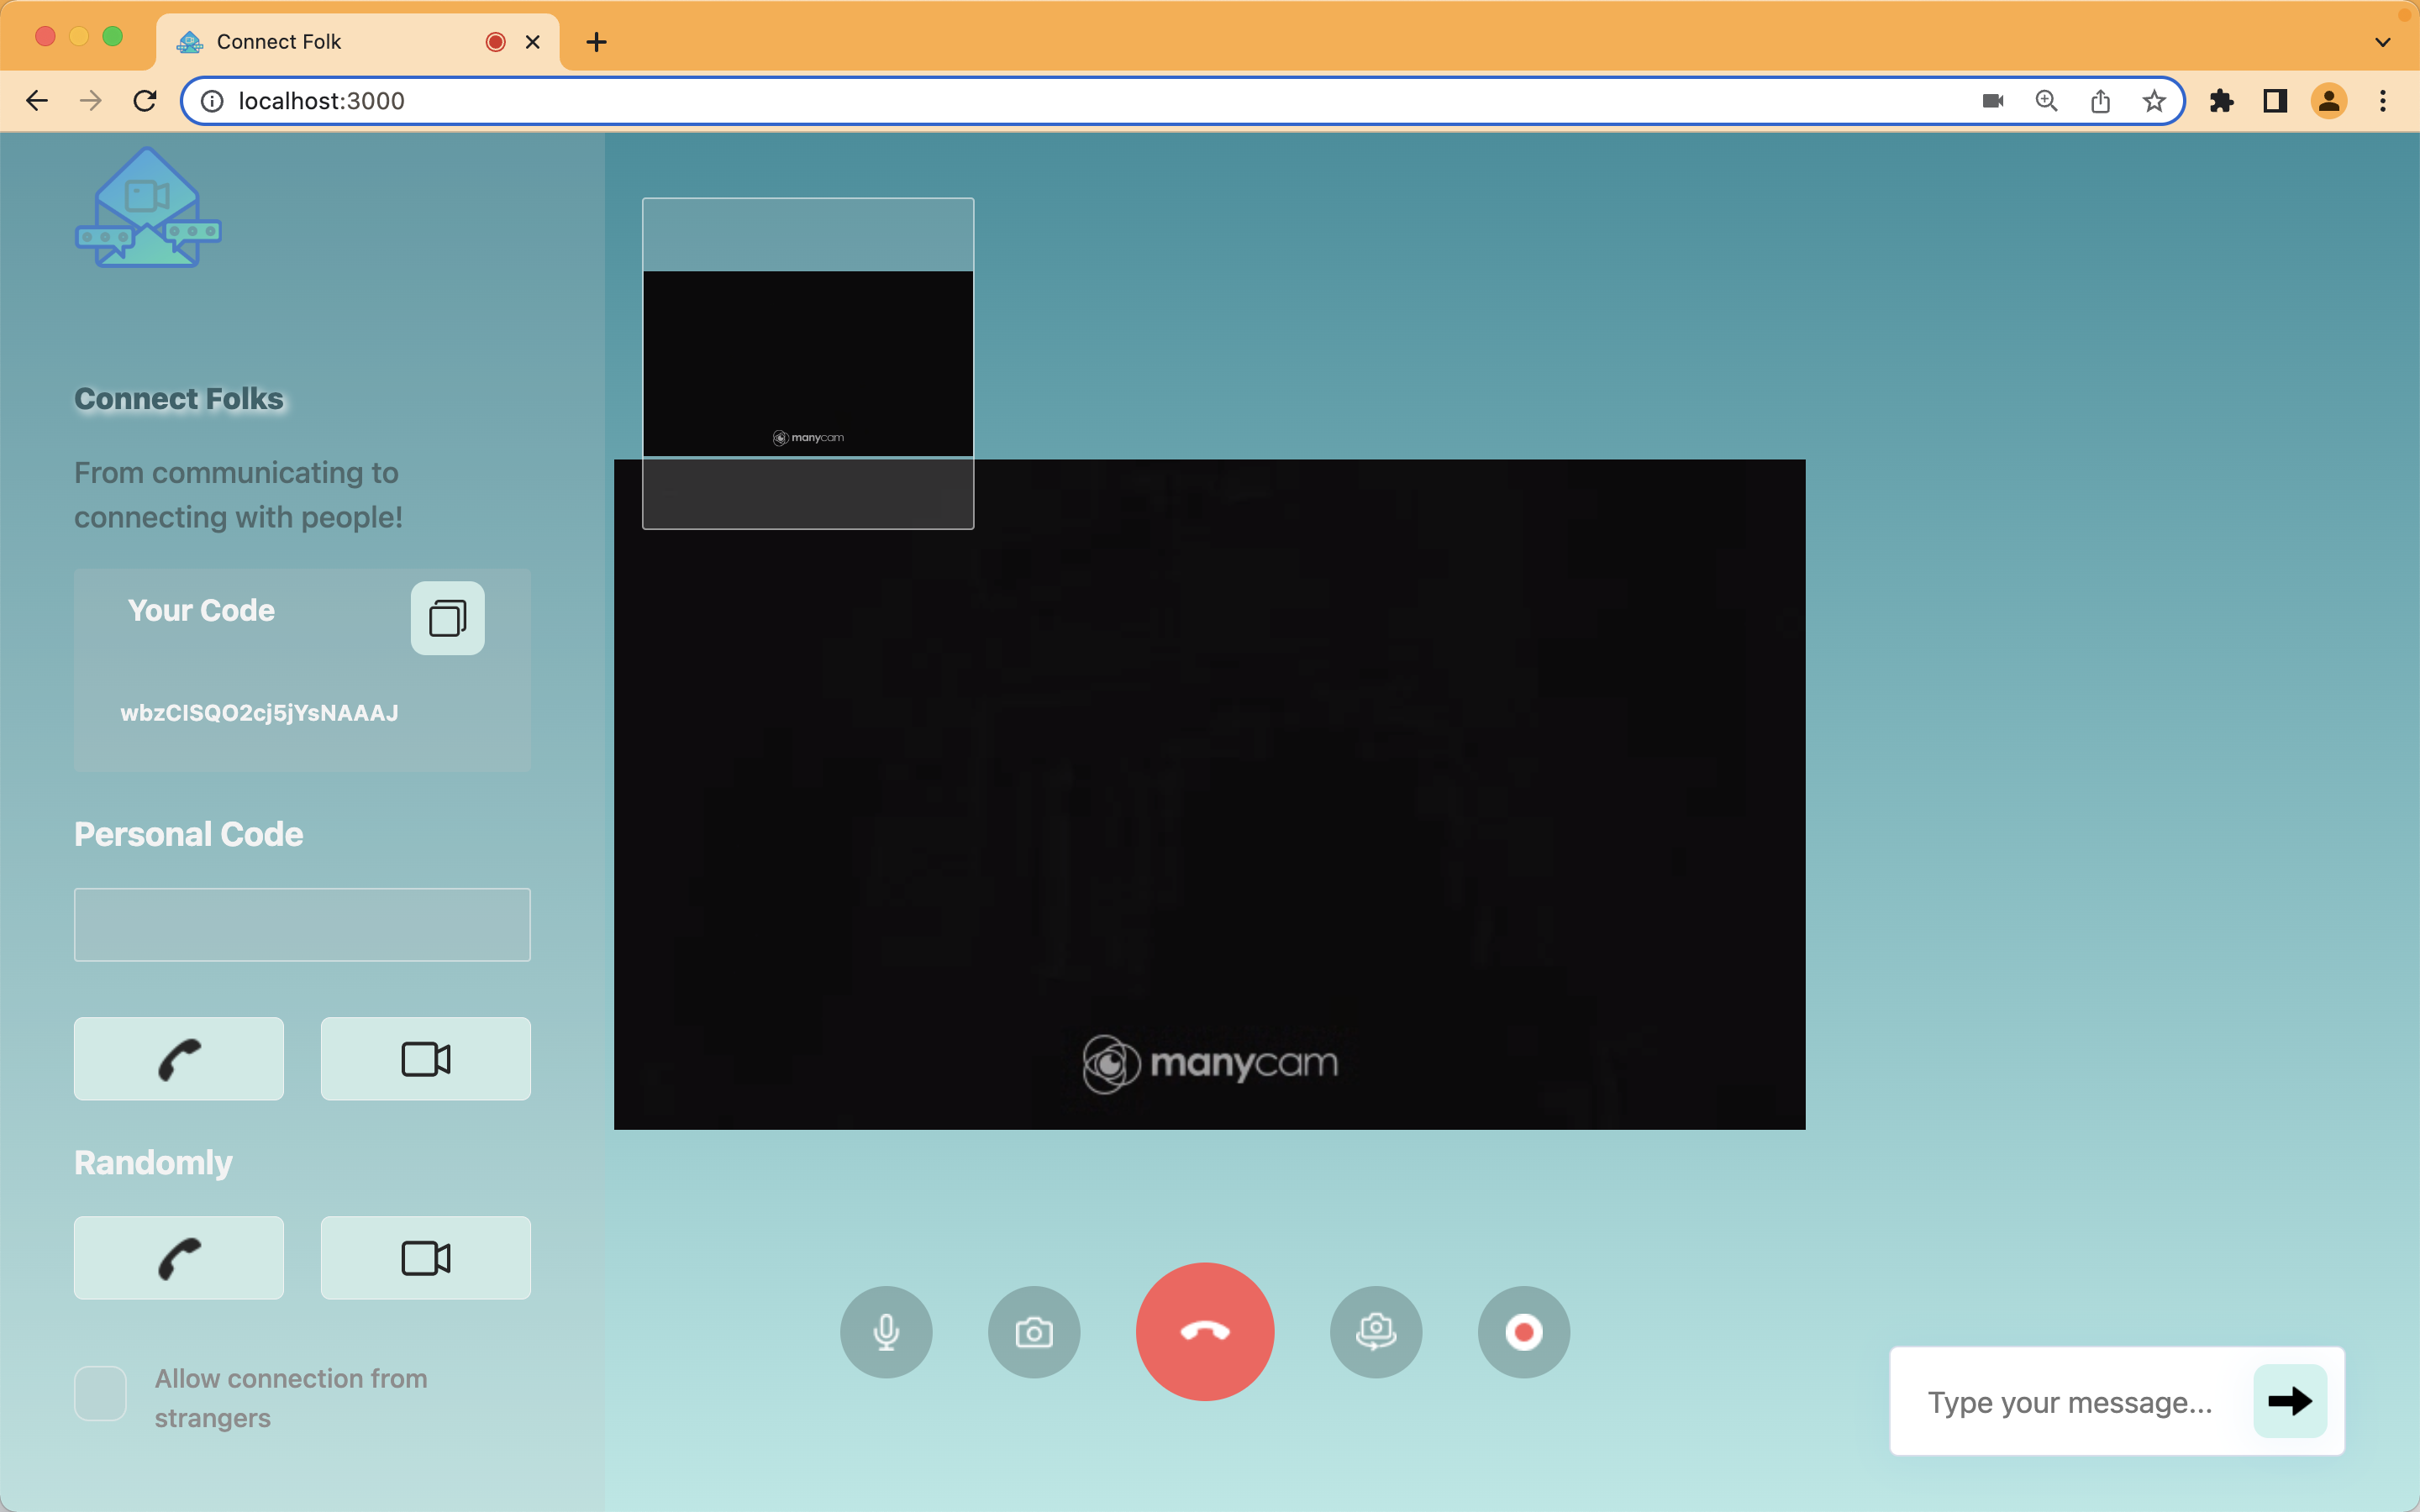 Connect Folk
localhost:3000
Connect Folks
From communicating to
connecting with people!
Your Code
wbzCISQO2cj5jYsNAAAJ
Personal Code
Randomly
Allow connection from
strangers
manycam
manycam
Type your message...